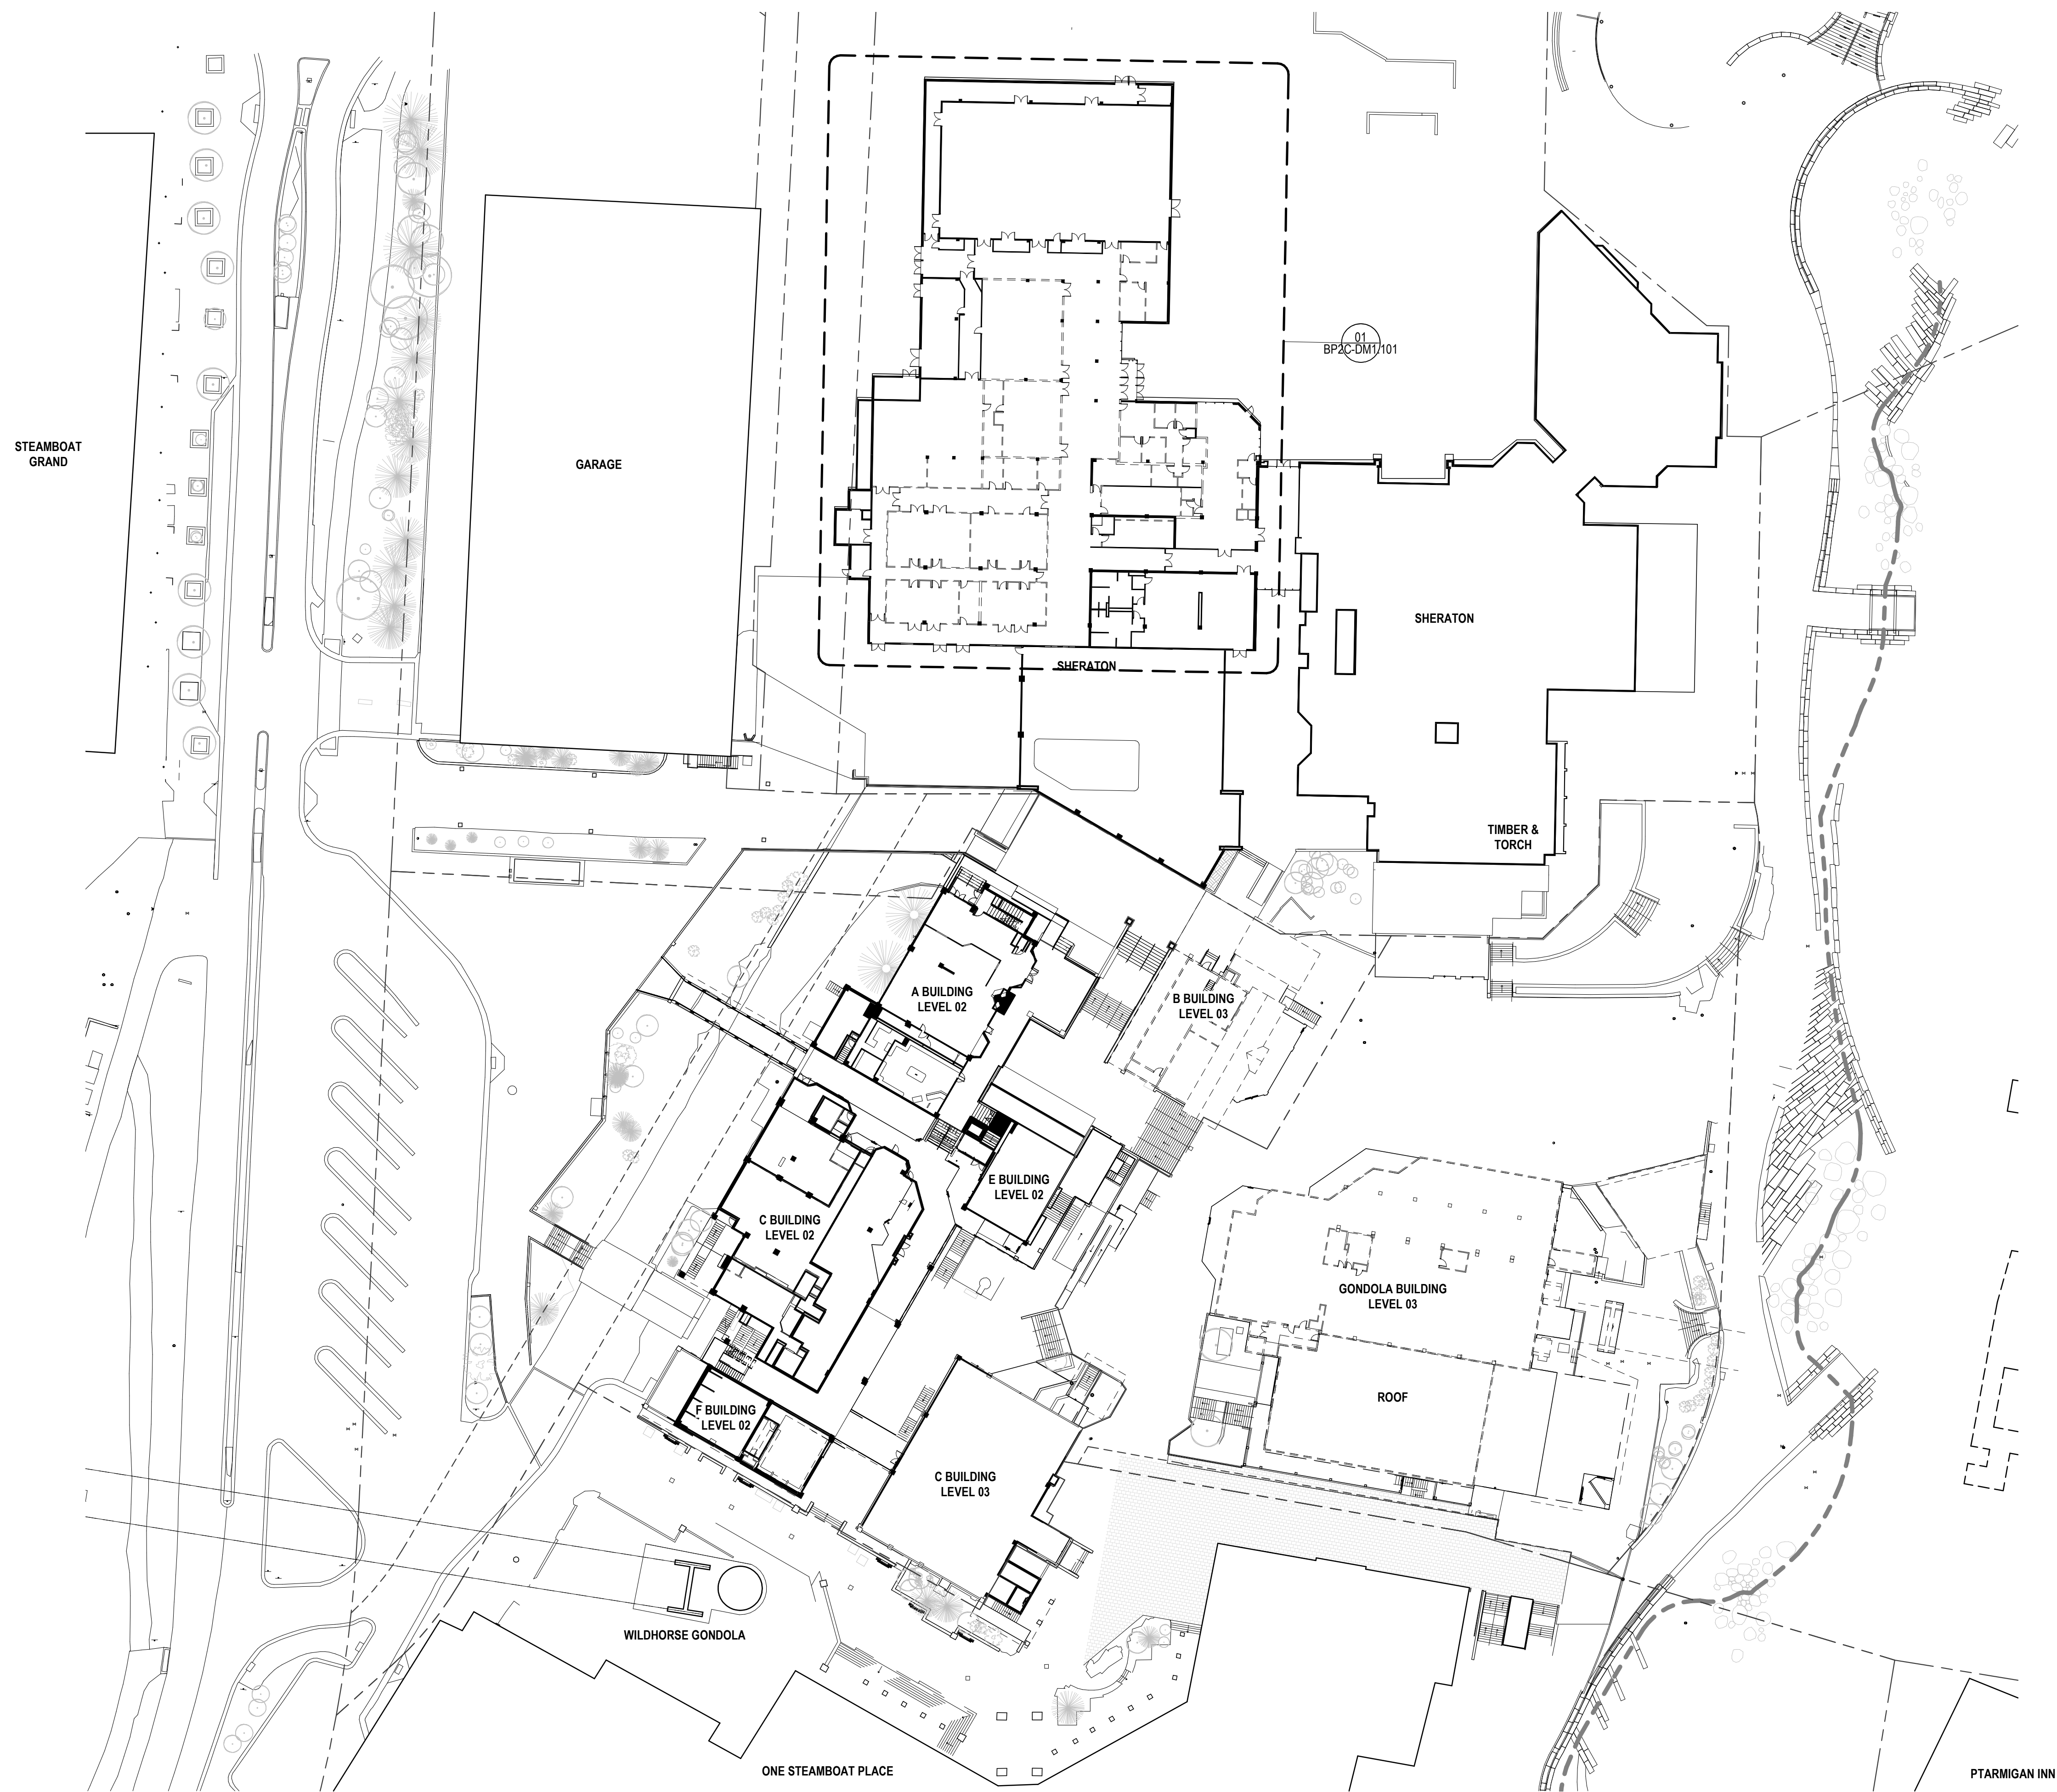 01
BP2C-DM1.101
STEAMBOAT
GRAND
GARAGE
SHERATON
SHERATON
TIMBER &
TORCH
A BUILDING
LEVEL 02
B BUILDING
LEVEL 03
E BUILDING
LEVEL 02
C BUILDING
LEVEL 02
GONDOLA BUILDING
LEVEL 03
ROOF
F BUILDING
LEVEL 02
C BUILDING
LEVEL 03
WILDHORSE GONDOLA
ONE STEAMBOAT PLACE
PTARMIGAN INN